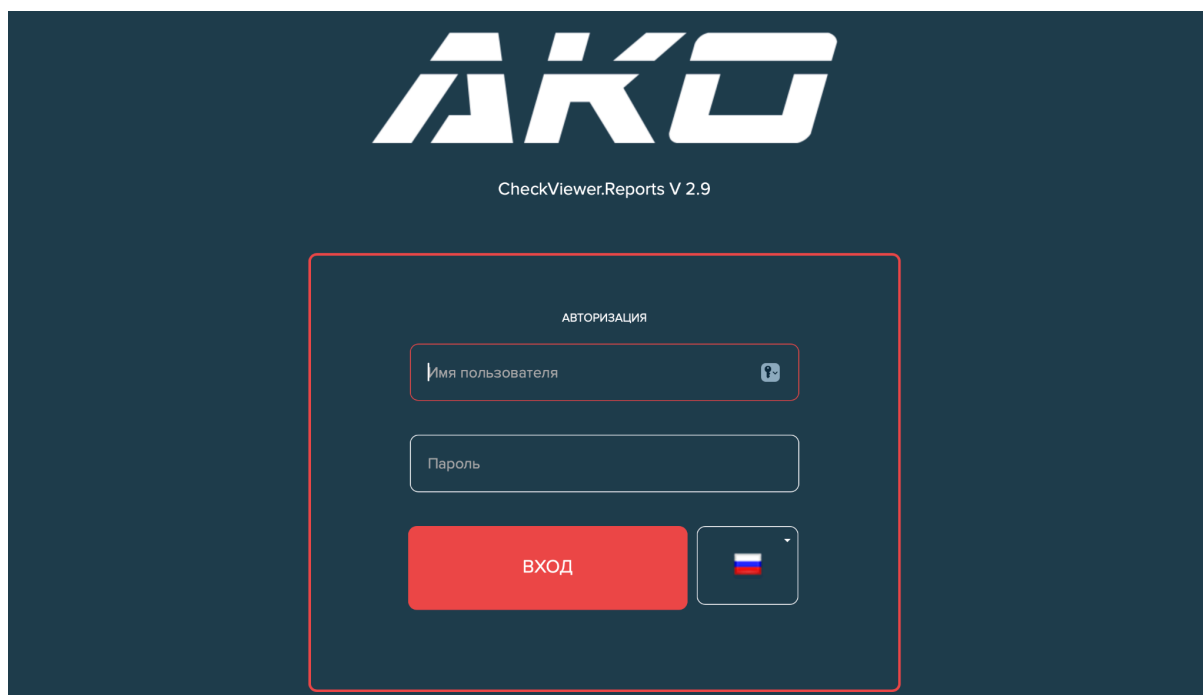 AKO
CheckViewer.Reports V 2.9
АВТОРИЗАЦИЯ
Имя пользователя
Пароль
ВХОД